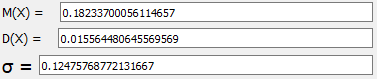 M(X) = 0.18233700056114657
D(X) = 0.015564480645569569
σ = 0.12475768772131667